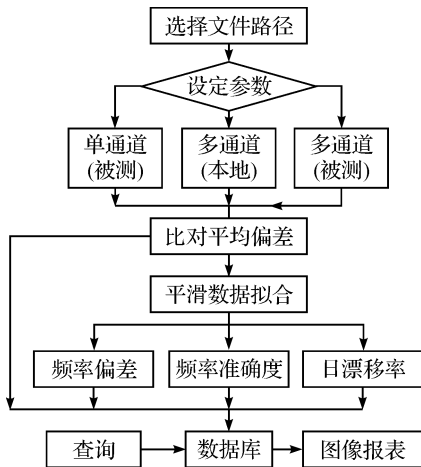 选择文件路径
设定参数
单通道
(被测)
多通道
(本地)
多通道
(被测)
比对平均偏差
平滑数据拟合
频率偏差
频率准确度
日漂移率
查询
数据库
图像报表